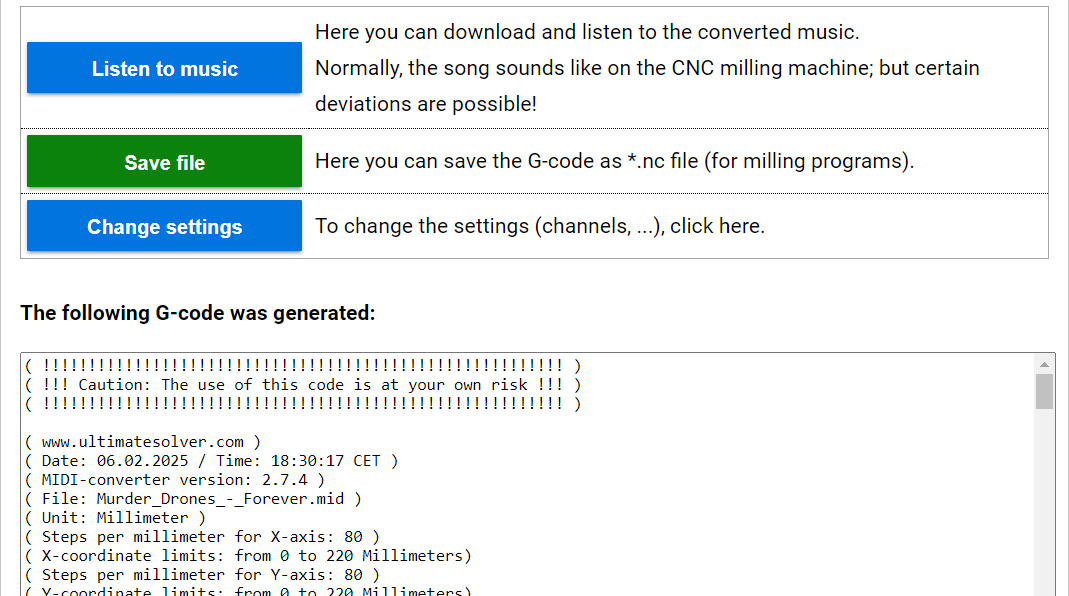 Here you can download and listen to the converted music.
Listen to music
Normally, the song sounds like on the CNC milling machine; but certain
deviations are possible!
Save file
Here you can save the G-code as *.nc file (for milling programs).
Change settings
To change the settings (channels, ...), click here.
The following G-code was generated:
( !!!!!!!!!!!!!!!!!!!!!!!!!!!!!!!!!!!!!!!!!!!!!!!!!!!!!!!!! )
( !!! Caution: The use of this code is at your own risk !!! )
( !!!!!!!!!!!!!!!!!!!!!!!!!!!!!!!!!!!!!!!!!!!!!!!!!!!!!!!!! )
( www.ultimatesolver.com )
( Date: 06.02.2025 / Time: 18:30:17 CET )
( MIDI-converter version: 2.7.4 )
( File: Murder_Drones_-_Forever.mid )
( Unit: Millimeter )
( Steps per millimeter for X-axis: 80 )
( X-coordinate limits: from 0 to 220 Millimeters)
( Steps per millimeter for Y-axis: 80 )
( Y-coordinate limits: from 0 to 220 Millimeters)